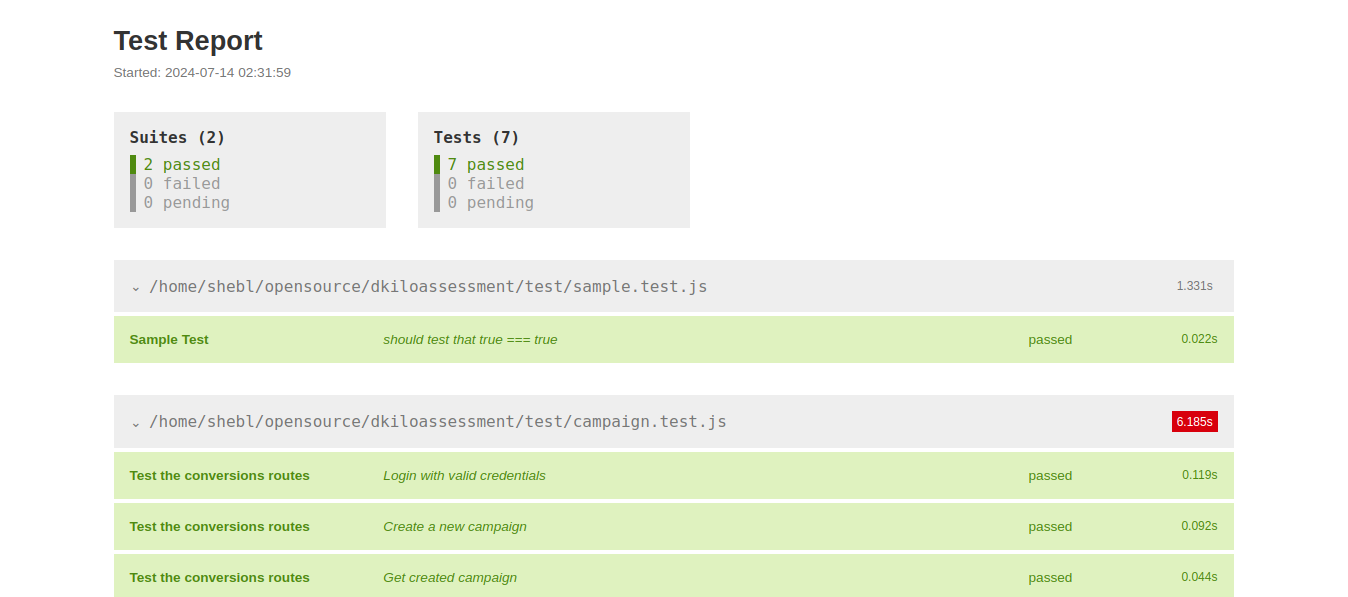 Test Report
Started: 2024-07-14 02:31:59
Suites (2)
2 passed
0 failed
0 pending
Tests (7)
7 passed
0 failed
0 pending
/home/shebl/opensource/dkiloassessment/test/sample.test.js 1.331s
Sample Test should test that true === true passed 0.022s
/home/shebl/opensource/dkiloassessment/test/campaign.test.js 6.185s
Test the conversions routes Login with valid credentials passed 0.119s
Test the conversions routes Create a new campaign passed 0.092s
Test the conversions routes Get created campaign passed 0.044s